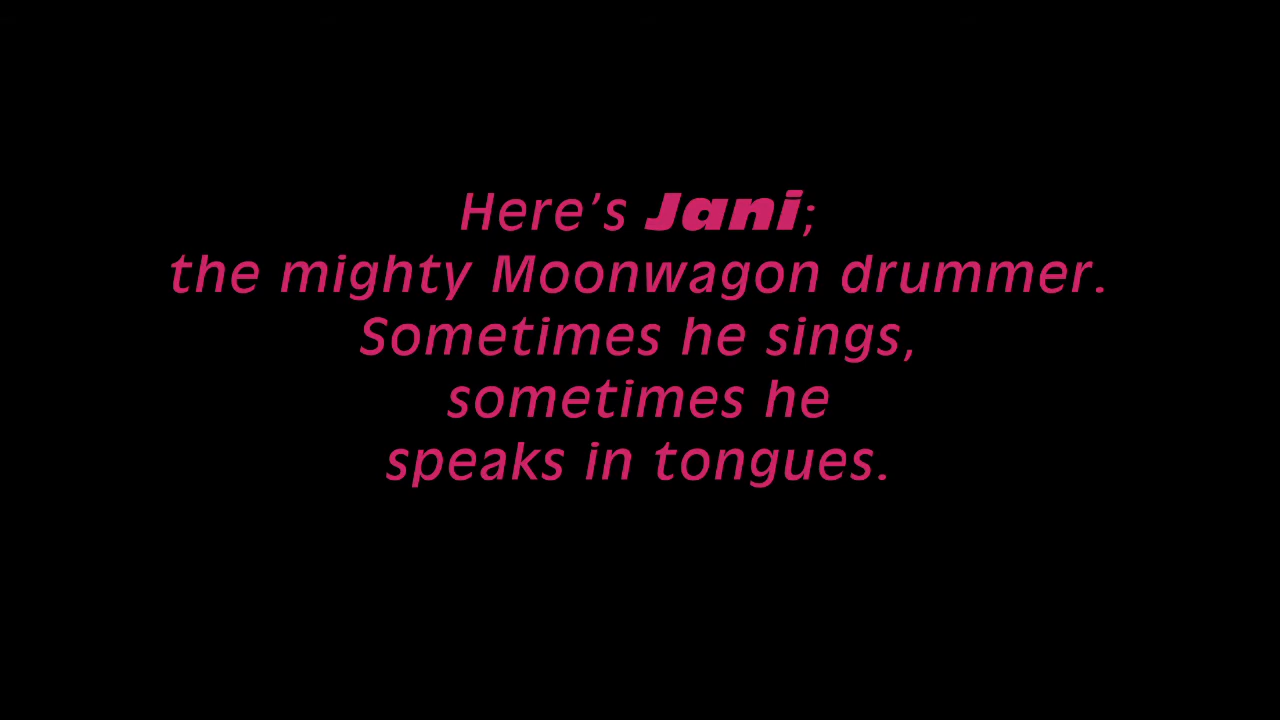 Here’s Jani;
the mighty Moonwagon drummer.
Sometimes he sings,
sometimes he
speaks in tongues.